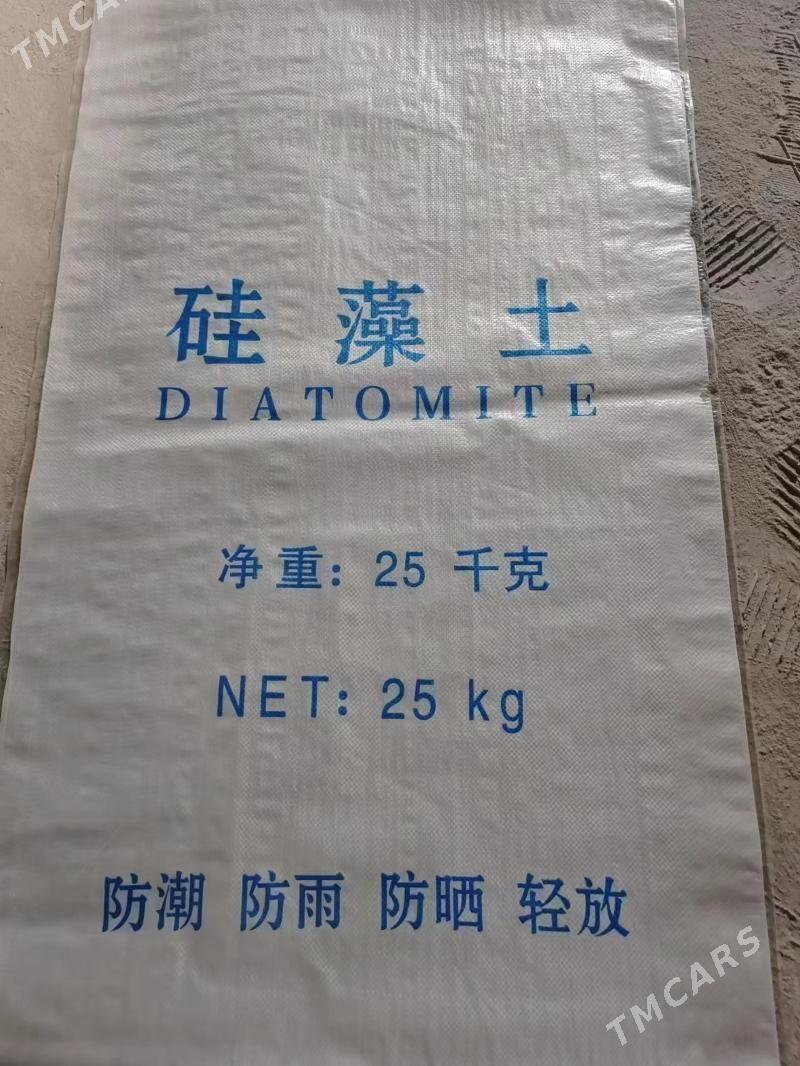 TMCARS
硅藻土
DIATOMITE
净重: 25 千克
NET: 25 kg
防潮 防雨 防晒 轻放
TMCARS